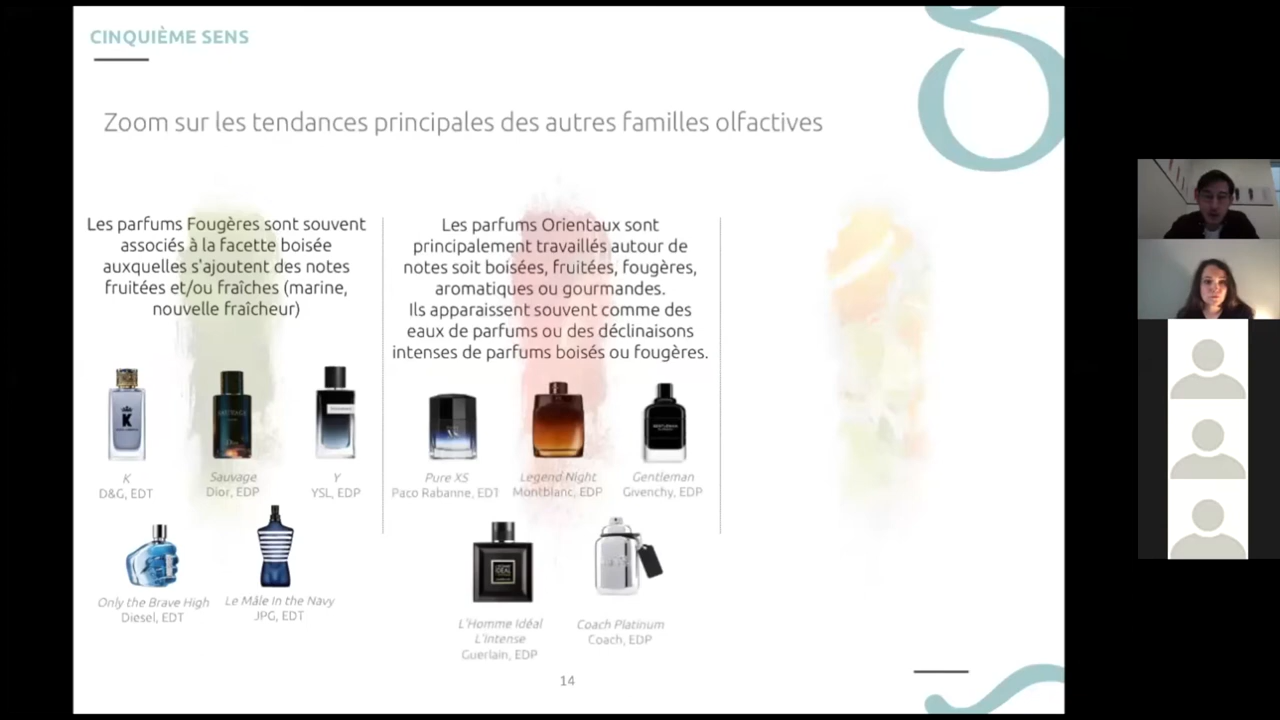 CINQUIÈME SENS
Zoom sur les tendances principales des autres familles olfactives
Les parfums Fougères sont souvent
associés à la facette boisée
auxquelles s'ajoutent des notes
fruitées et/ou fraîches (marine,
nouvelle fraîcheur)
K
D&G, EDT
Sauvage
Dior, EDP
Y
YSL, EDP
Only the Brave High
Diesel, EDT
Le Mâle In the Navy
JPG, EDT
Les parfums Orientaux sont
principalement travaillés autour de
notes soit boisées, fruitées, fougères,
aromatiques ou gourmandes.
Ils apparaissent souvent comme des
eaux de parfums ou des déclinaisons
intenses de parfums boisés ou fougères.
Pure XS
Paco Rabanne, EDT
Legend Night
Montblanc, EDP
Gentleman
Givenchy, EDP
L'Homme Idéal
L'Intense
Guerlain, EDP
Coach Platinum
Coach, EDP
14